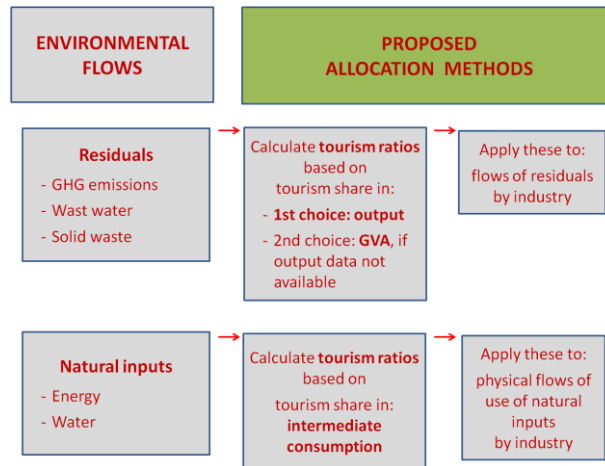 ENVIRONMENTAL
FLOWS
PROPOSED
ALLOCATION METHODS
Residuals
- GHG emissions
- Wast water
- Solid waste
Calculate tourism ratios
based on
tourism share in:
- 1st choice: output
- 2nd choice: GVA, if
output data not
available
Apply these to:
flows of residuals
by industry
Natural inputs
- Energy
- Water
Calculate tourism ratios
based on
tourism share in:
intermediate
consumption
Apply these to:
physical flows of
use of natural
inputs
by industry